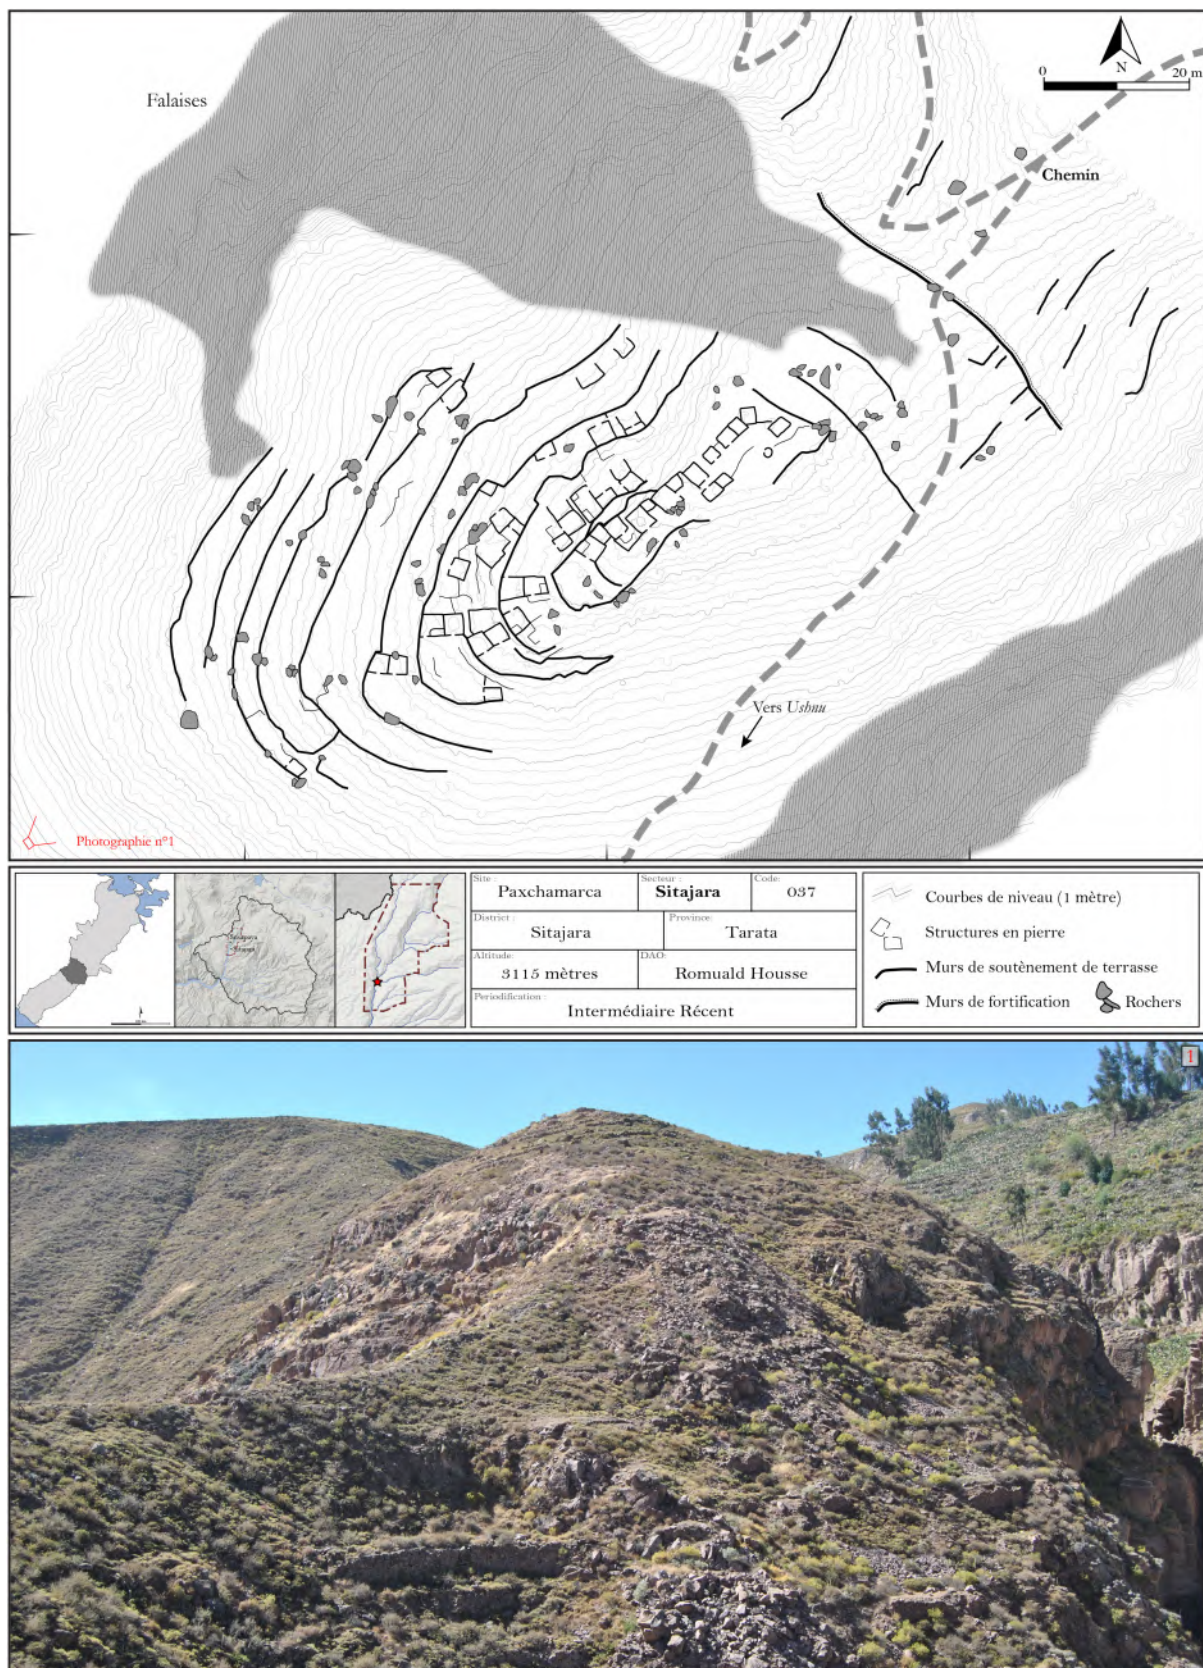 0 20 m
N
Falaises
Chemin
Vers Ushnu
Photographie n°1
Site : Paxchamarca
Secteur : Sitajara
Code: 037
District : Sitajara
Province: Tarata
Altitude: 3115 mètres
DAO: Romuald Housse
Periodification : Intermédiaire Récent
Courbes de niveau (1 mètre)
Structures en pierre
Murs de soutènement de terrasse
Murs de fortification
Rochers
1